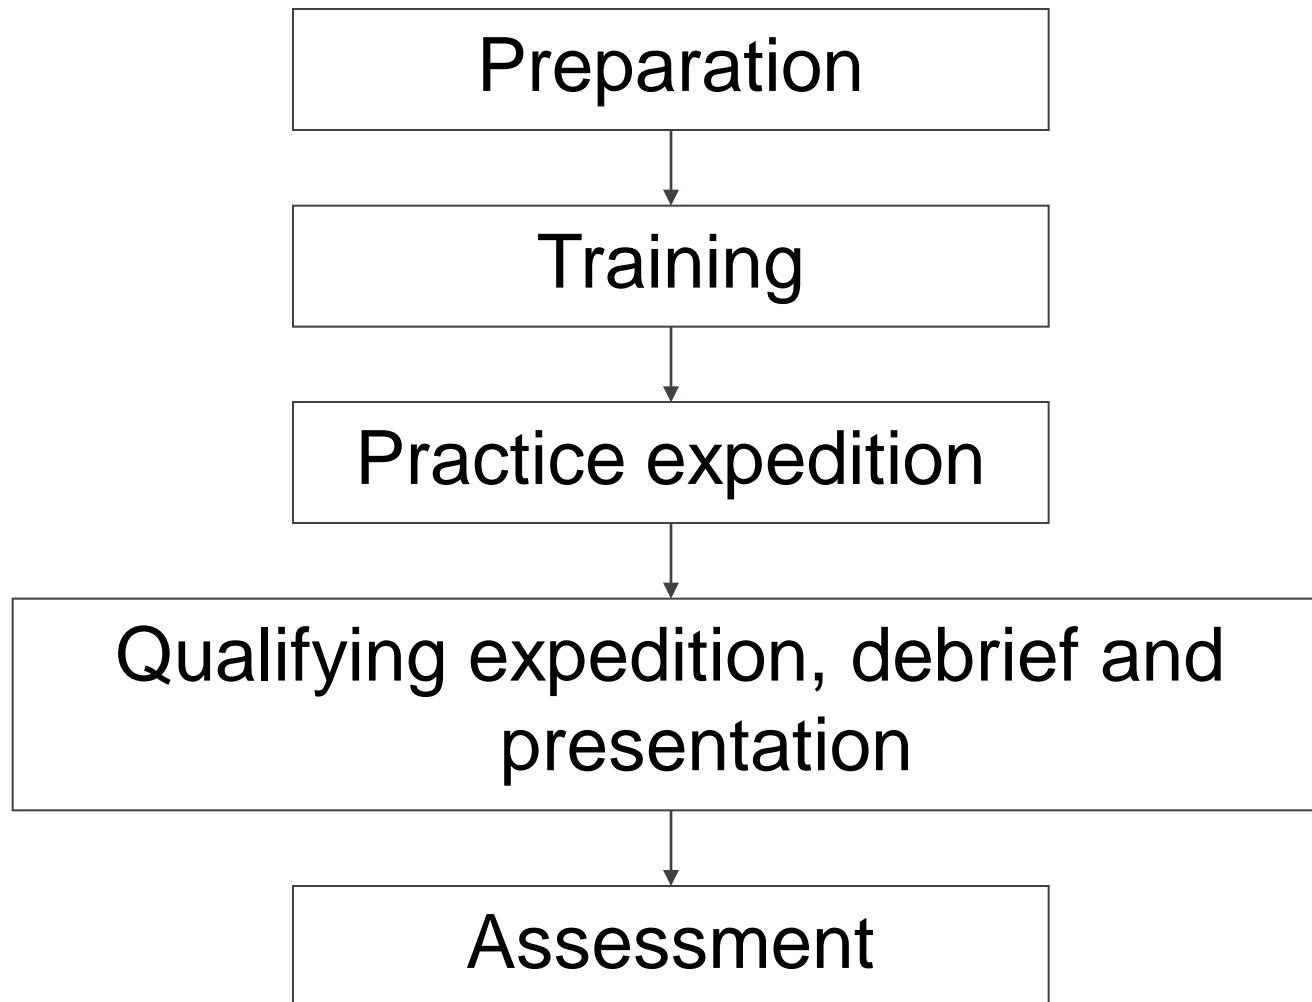 Preparation
Training
Practice expedition
Qualifying expedition, debrief and
presentation
Assessment